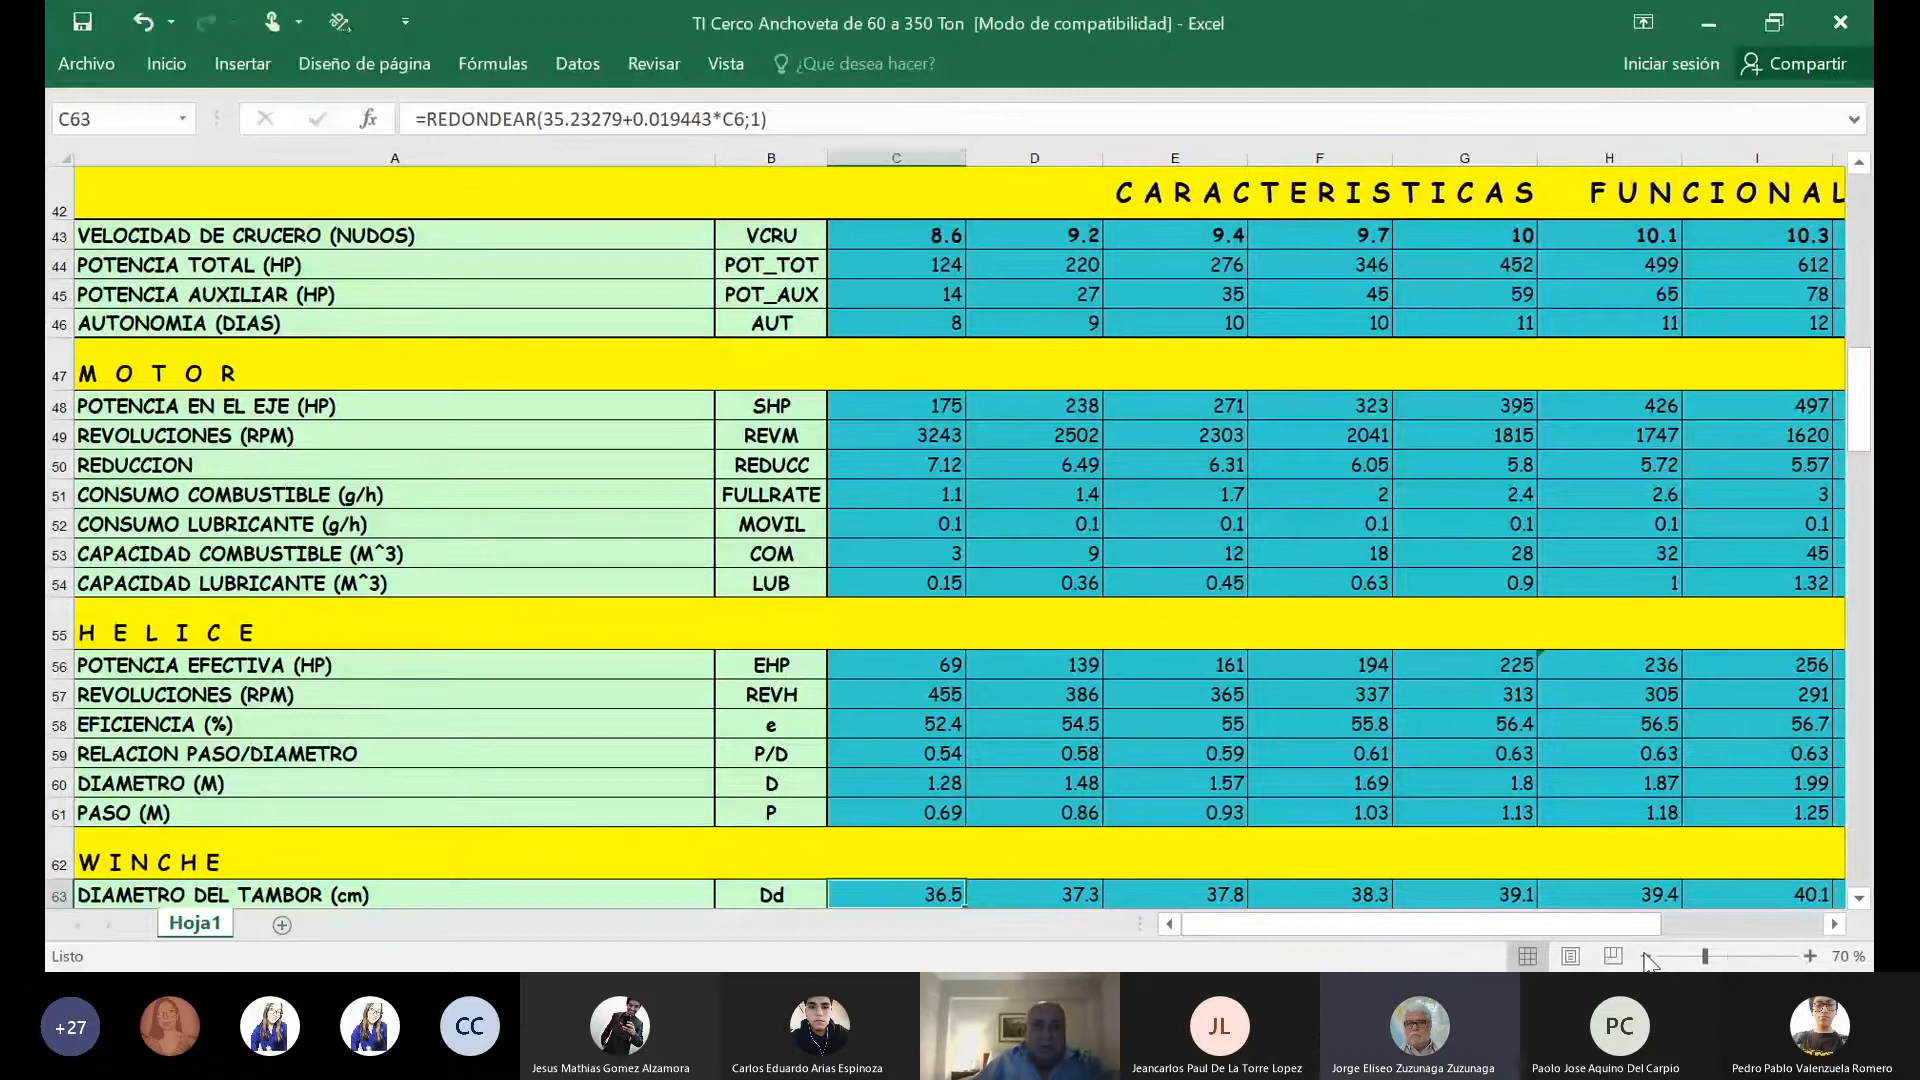 TI Cerco Anchoveta de 60 a 350 Ton [Modo de compatibilidad] - Excel
Archivo Inicio Insertar Diseño de página Fórmulas Datos Revisar Vista ¿Qué desea hacer? Iniciar sesión Compartir
C63 fx =REDONDEAR(35.23279+0.019443*C6;1)
A B C D E F G H I
42 CARACTERISTICAS FUNCIONAL
43 VELOCIDAD DE CRUCERO (NUDOS) VCRU 8.6 9.2 9.4 9.7 10 10.1 10.3
44 POTENCIA TOTAL (HP) POT_TOT 124 220 276 346 452 499 612
45 POTENCIA AUXILIAR (HP) POT_AUX 14 27 35 45 59 65 78
46 AUTONOMIA (DIAS) AUT 8 9 10 10 11 11 12
47 MOTOR
48 POTENCIA EN EL EJE (HP) SHP 175 238 271 323 395 426 497
49 REVOLUCIONES (RPM) REVM 3243 2502 2303 2041 1815 1747 1620
50 REDUCCION REDUCC 7.12 6.49 6.31 6.05 5.8 5.72 5.57
51 CONSUMO COMBUSTIBLE (g/h) FULLRATE 1.1 1.4 1.7 2 2.4 2.6 3
52 CONSUMO LUBRICANTE (g/h) MOVIL 0.1 0.1 0.1 0.1 0.1 0.1 0.1
53 CAPACIDAD COMBUSTIBLE (M^3) COM 3 9 12 18 28 32 45
54 CAPACIDAD LUBRICANTE (M^3) LUB 0.15 0.36 0.45 0.63 0.9 1 1.32
55 HELICE
56 POTENCIA EFECTIVA (HP) EHP 69 139 161 194 225 236 256
57 REVOLUCIONES (RPM) REVH 455 386 365 337 313 305 291
58 EFICIENCIA (%) e 52.4 54.5 55 55.8 56.4 56.5 56.7
59 RELACION PASO/DIAMETRO P/D 0.54 0.58 0.59 0.61 0.63 0.63 0.63
60 DIAMETRO (M) D 1.28 1.48 1.57 1.69 1.8 1.87 1.99
61 PASO (M) P 0.69 0.86 0.93 1.03 1.13 1.18 1.25
62 WINCHE
63 DIAMETRO DEL TAMBOR (cm) Dd 36.5 37.3 37.8 38.3 39.1 39.4 40.1
Hoja1
Listo 70 %
+27 CC JL PC
Jesus Mathias Gomez Alzamora Carlos Eduardo Arias Espinoza Jeancarlos Paul De La Torre Lopez Jorge Eliseo Zuzunaga Zuzunaga Paolo Jose Aquino Del Carpio Pedro Pablo Valenzuela Romero